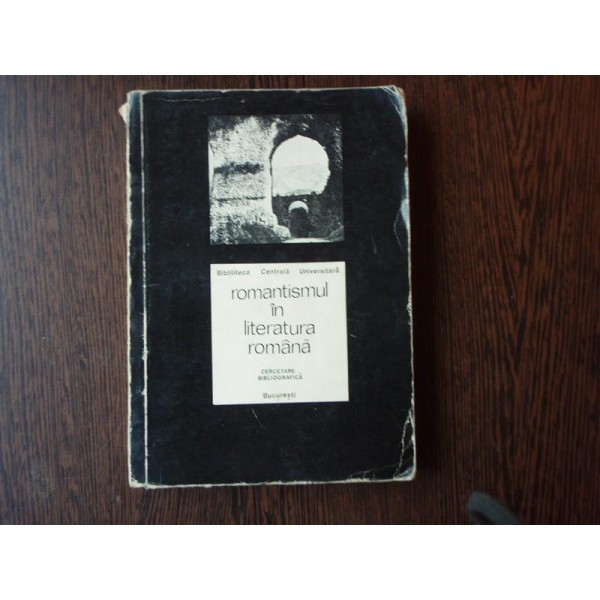 Biblioteca Centrală Universitară
romantismul
în
literatura
română
CERCETARE
BIBLIOGRAFICĂ
București